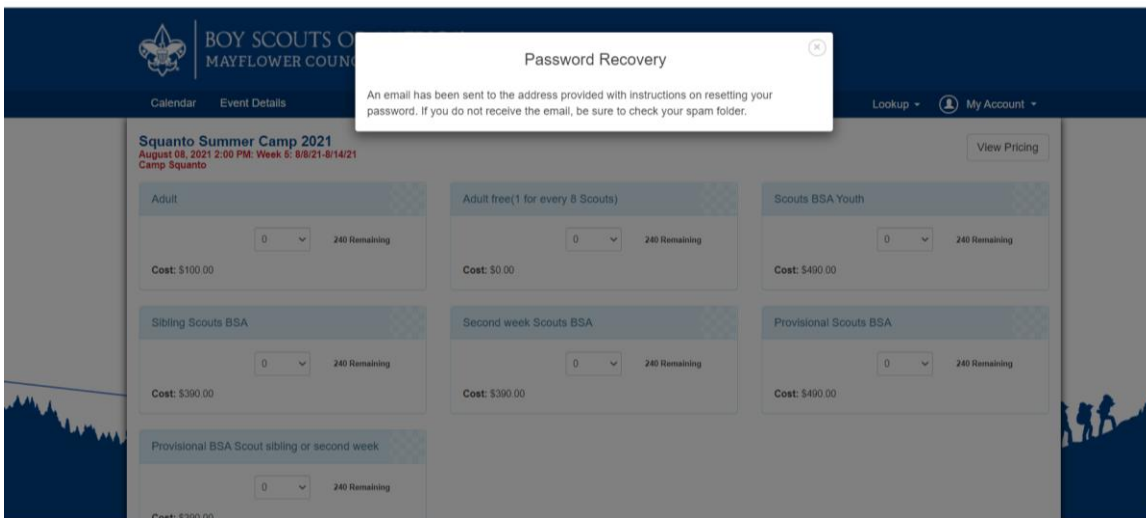 BOY SCOUTS O
MAYFLOWER COUN
Password Recovery
An email has been sent to the address provided with instructions on resetting your
password. If you do not receive the email, be sure to check your spam folder.
Calendar Event Details Lookup My Account
Squanto Summer Camp 2021
August 08, 2021 2:00 PM: Week 5: 8/8/21-8/14/21
Camp Squanto
View Pricing
Adult
0 240 Remaining
Cost: $100.00
Adult free(1 for every 8 Scouts)
0 240 Remaining
Cost: $0.00
Scouts BSA Youth
0 240 Remaining
Cost: $490.00
Sibling Scouts BSA
0 240 Remaining
Cost: $390.00
Second week Scouts BSA
0 240 Remaining
Cost: $390.00
Provisional Scouts BSA
0 240 Remaining
Cost: $490.00
Provisional BSA Scout sibling or second week
0 240 Remaining
Cost: $390.00